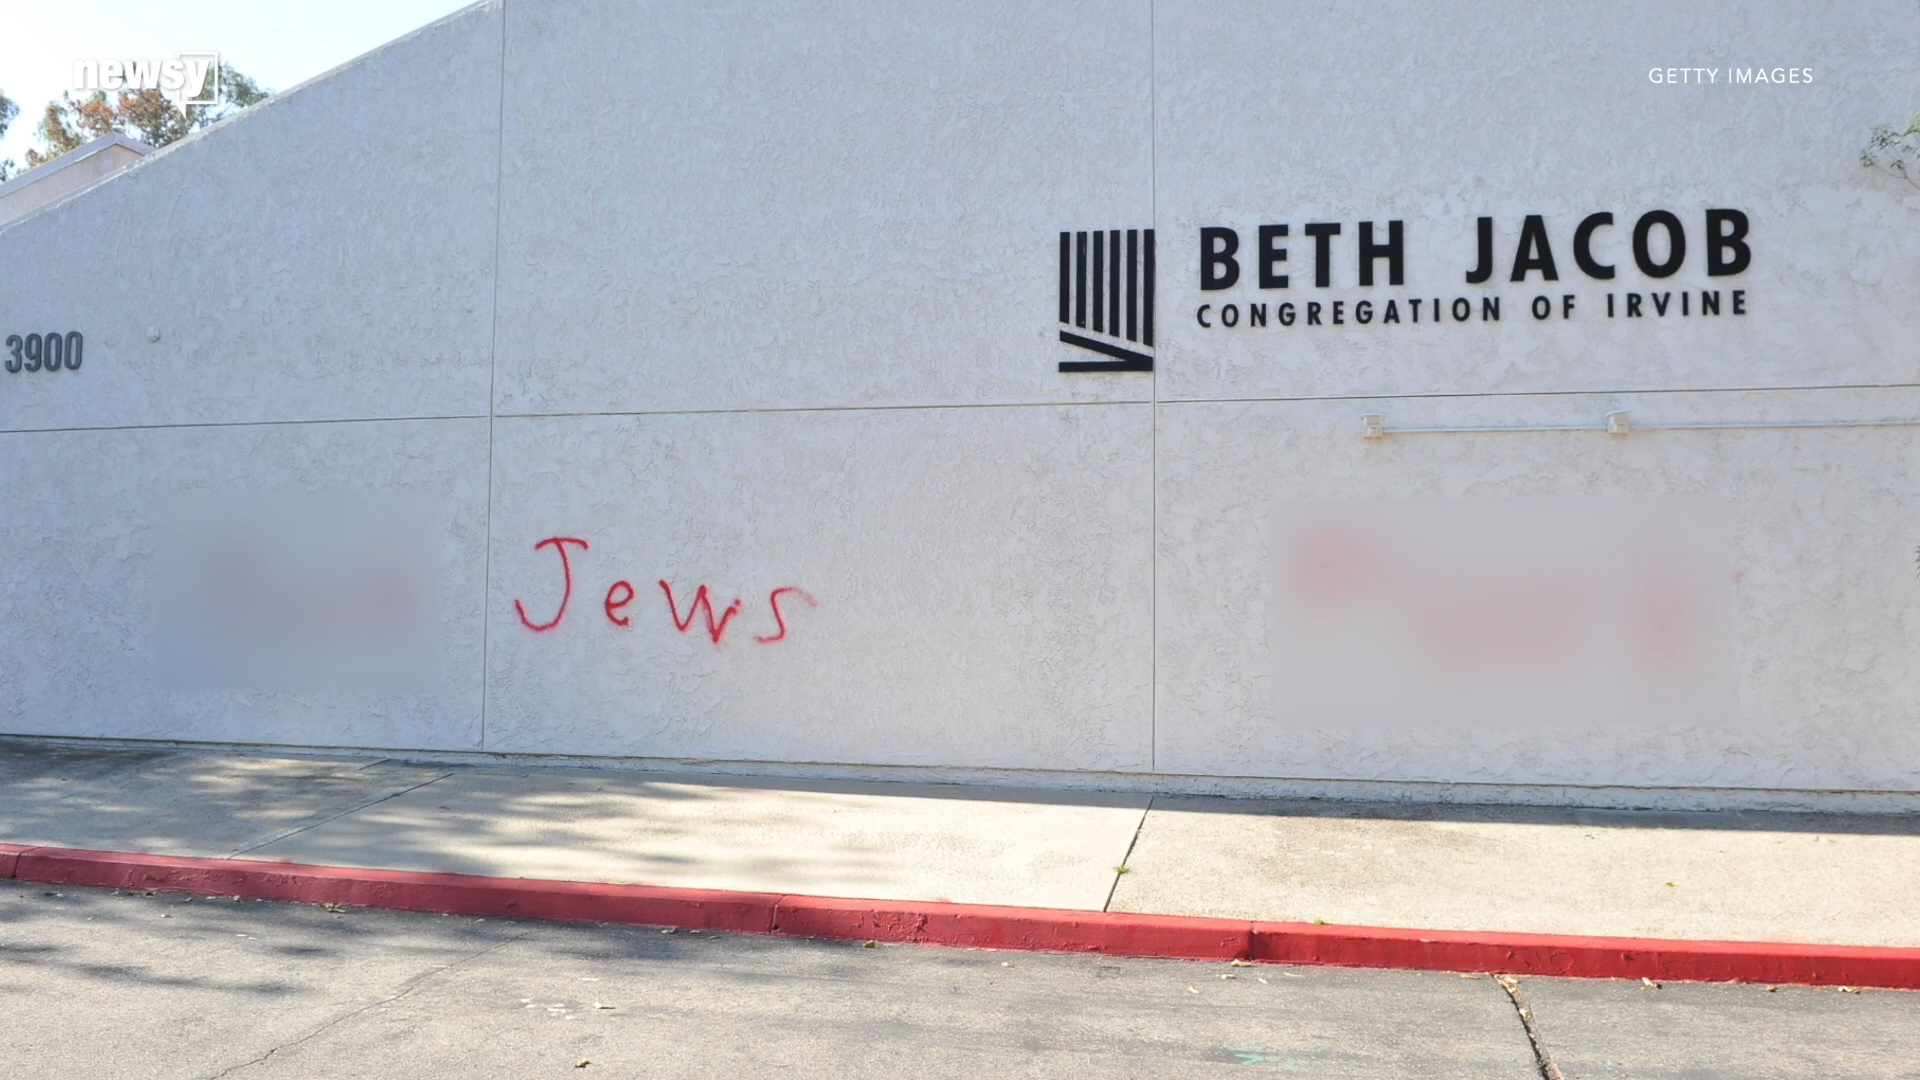 newsy
GETTY IMAGES
BETH JACOB
CONGREGATION OF IRVINE
3900
Jews